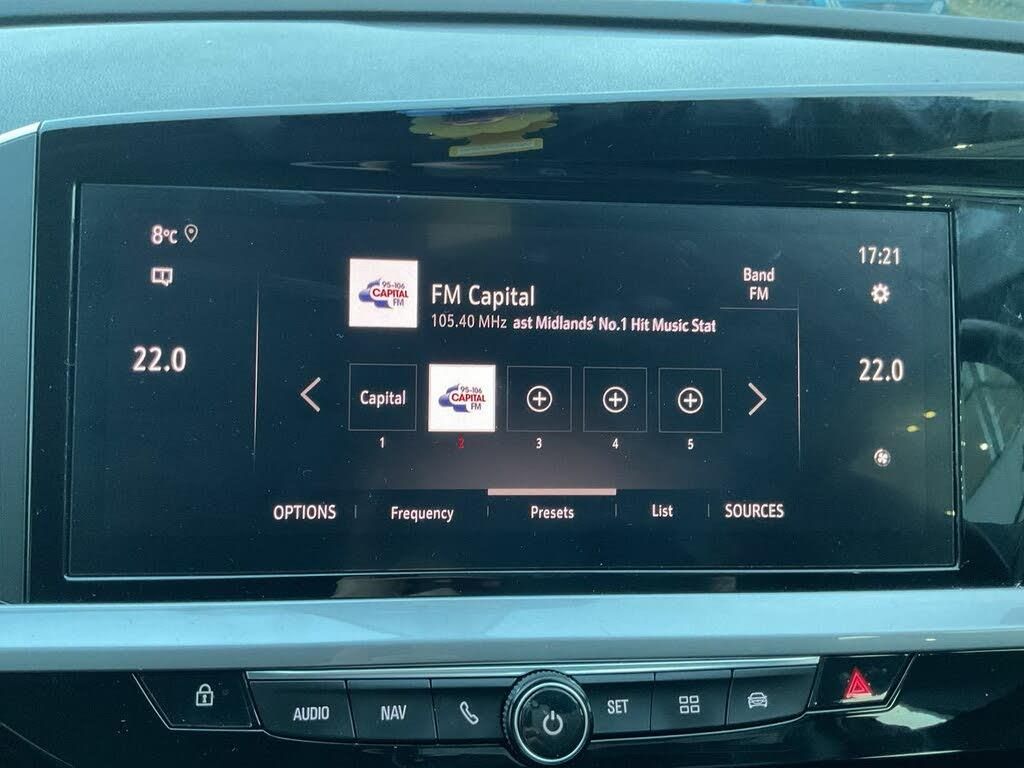 8°C
22.0
95-106
CAPITAL
FM
FM Capital
105.40 MHz ast Midlands' No.1 Hit Music Stat
Band
FM
17:21
22.0
Capital
95-106
CAPITAL
FM
1
2
3
4
5
OPTIONS
Frequency
Presets
List
SOURCES
AUDIO
NAV
SET